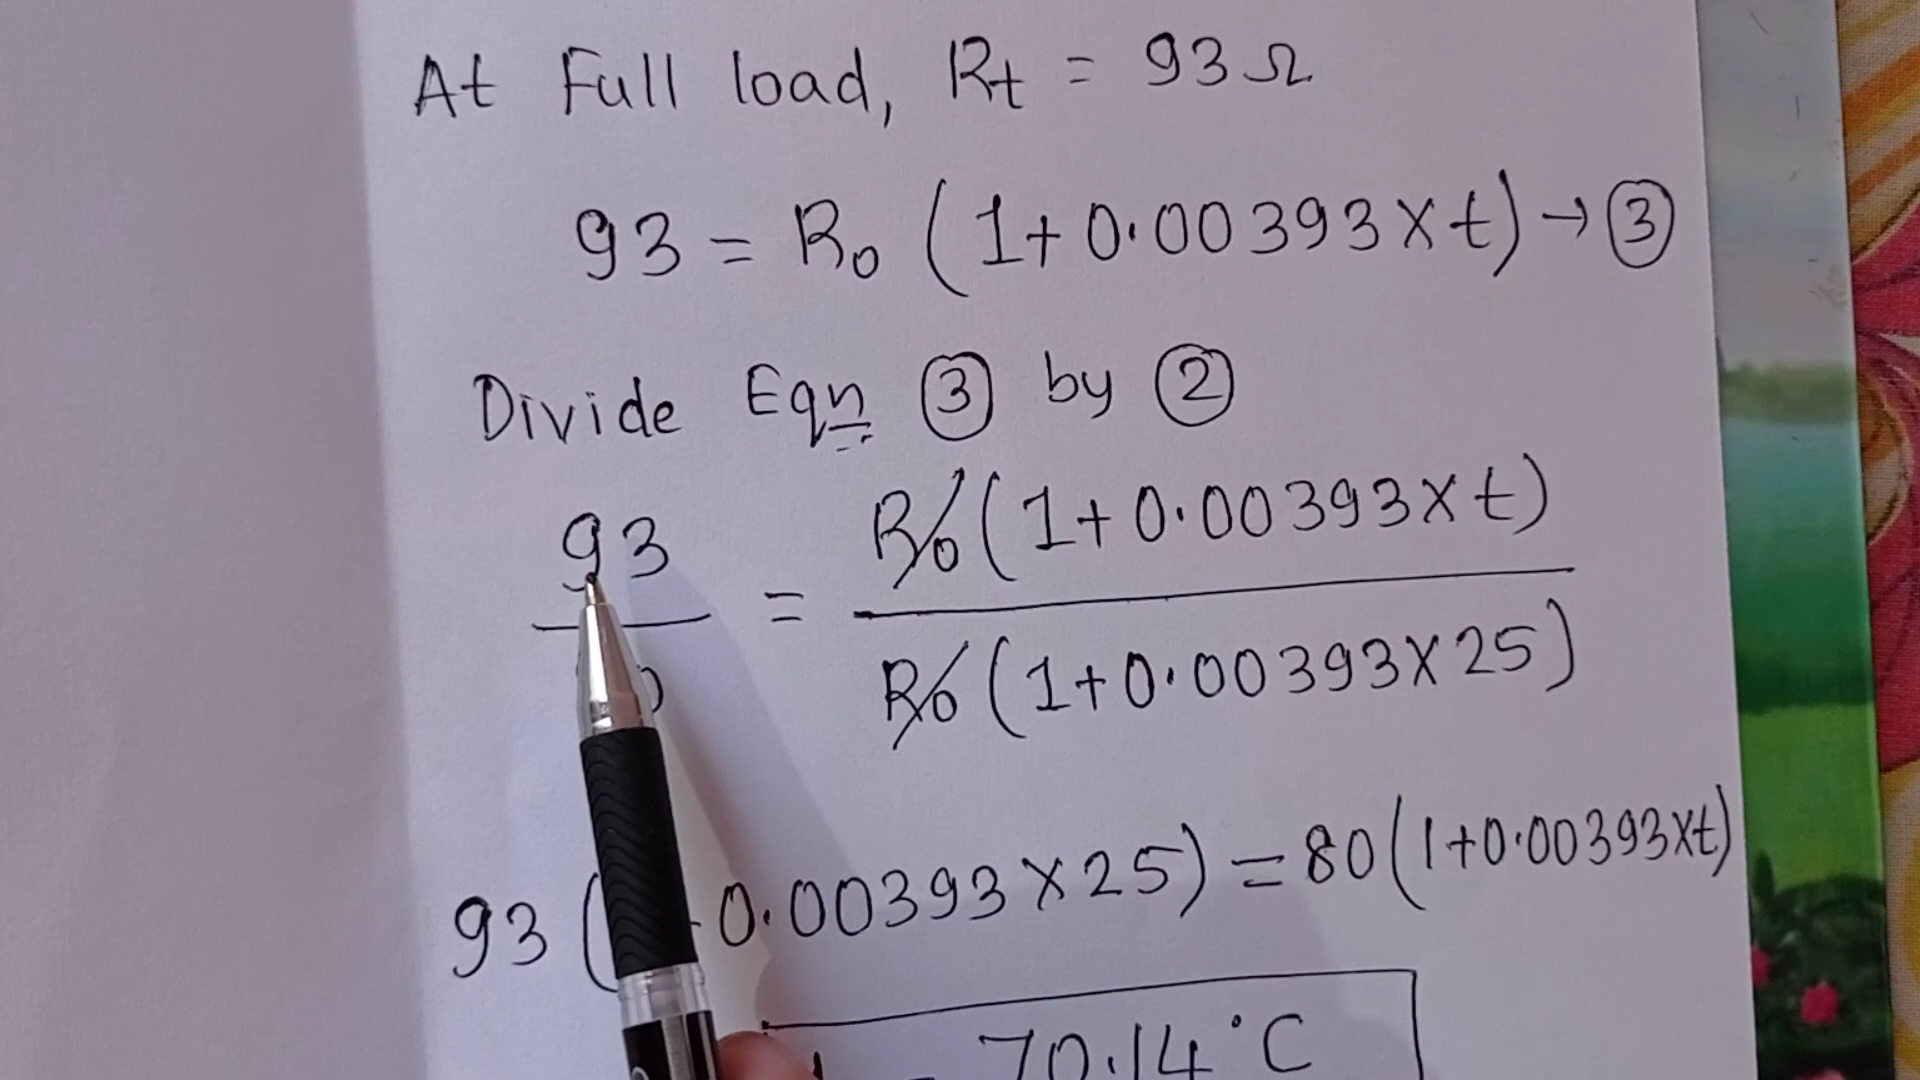 At Full load, Rt = 93 Ω
93 = R₀ (1+0.00393×t) → ③
Divide Eqn ③ by ②
93 = R₀(1+0.00393×t)
R₀(1+0.00393×25)
93 ( 0.00393×25) = 80(1+0.00393×t)
70.14°C